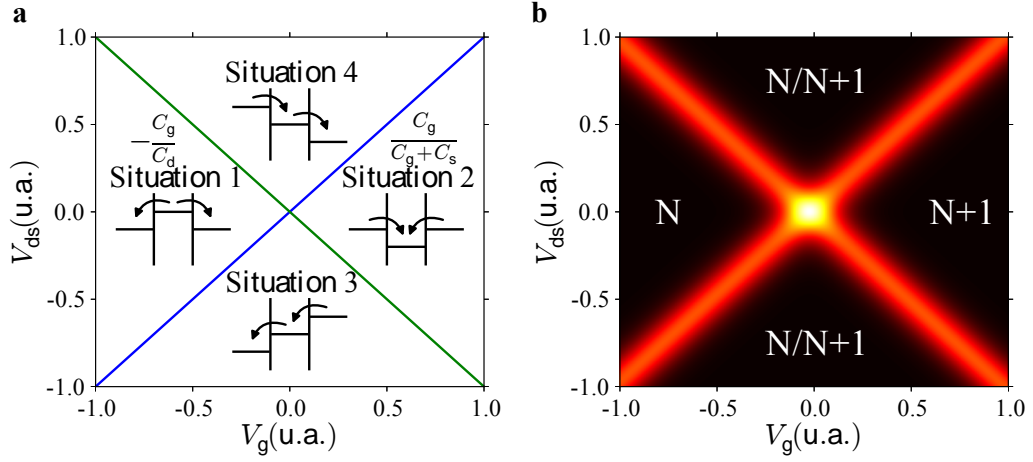 a
1.0
0.5
0.0
-0.5
-1.0
-1.0
-0.5
0.0
0.5
1.0
V_ds(u.a.)
V_g(u.a.)
Situation 4
-C_g/C_d
C_g/(C_g+C_s)
Situation 1
Situation 2
Situation 3
b
1.0
0.5
0.0
-0.5
-1.0
-1.0
-0.5
0.0
0.5
1.0
V_ds(u.a.)
V_g(u.a.)
N/N+1
N
N+1
N/N+1